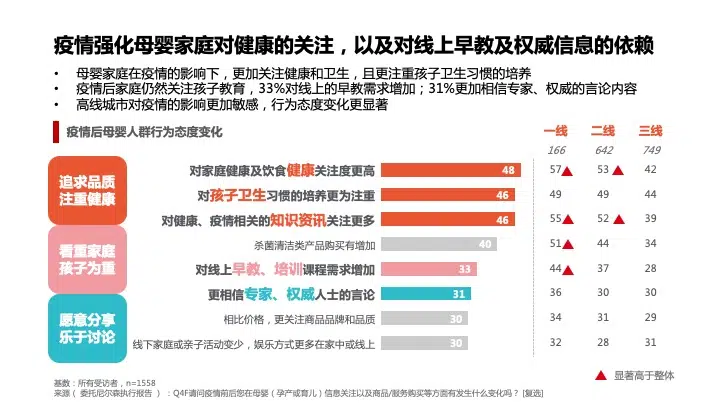 疫情强化母婴家庭对健康的关注，以及对线上早教及权威信息的依赖
• 母婴家庭在疫情的影响下，更加关注健康和卫生，且更注重孩子卫生习惯的培养
• 疫情后家庭仍然关注孩子教育，33%对线上的早教需求增加；31%更加相信专家、权威的言论内容
• 高线城市对疫情的影响更加敏感，行为态度变化更显著
疫情后母婴人群行为态度变化
一线 二线 三线
166 642 749
追求品质
注重健康
对家庭健康及饮食健康关注度更高 48 57▲ 53▲ 42
对孩子卫生习惯的培养更为注重 46 49 49 44
对健康、疫情相关的知识资讯关注更多 46 55▲ 52▲ 39
看重家庭
孩子为重
杀菌清洁类产品购买有增加 40 51▲ 44 34
对线上早教、培训课程需求增加 33 44▲ 37 28
更相信专家、权威人士的言论 31 36 30 30
愿意分享
乐于讨论
相比价格，更关注商品品牌和品质 30 34 31 29
线下家庭或亲子活动变少，娱乐方式更多在家中或线上 30 32 28 31
▲ 显著高于整体
基数：所有受访者，n=1558
来源（ 委托尼尔森执行报告 ）：Q4F请问疫情前后您在母婴（孕产或育儿）信息关注以及商品/服务购买等方面有发生什么变化吗？ [复选]